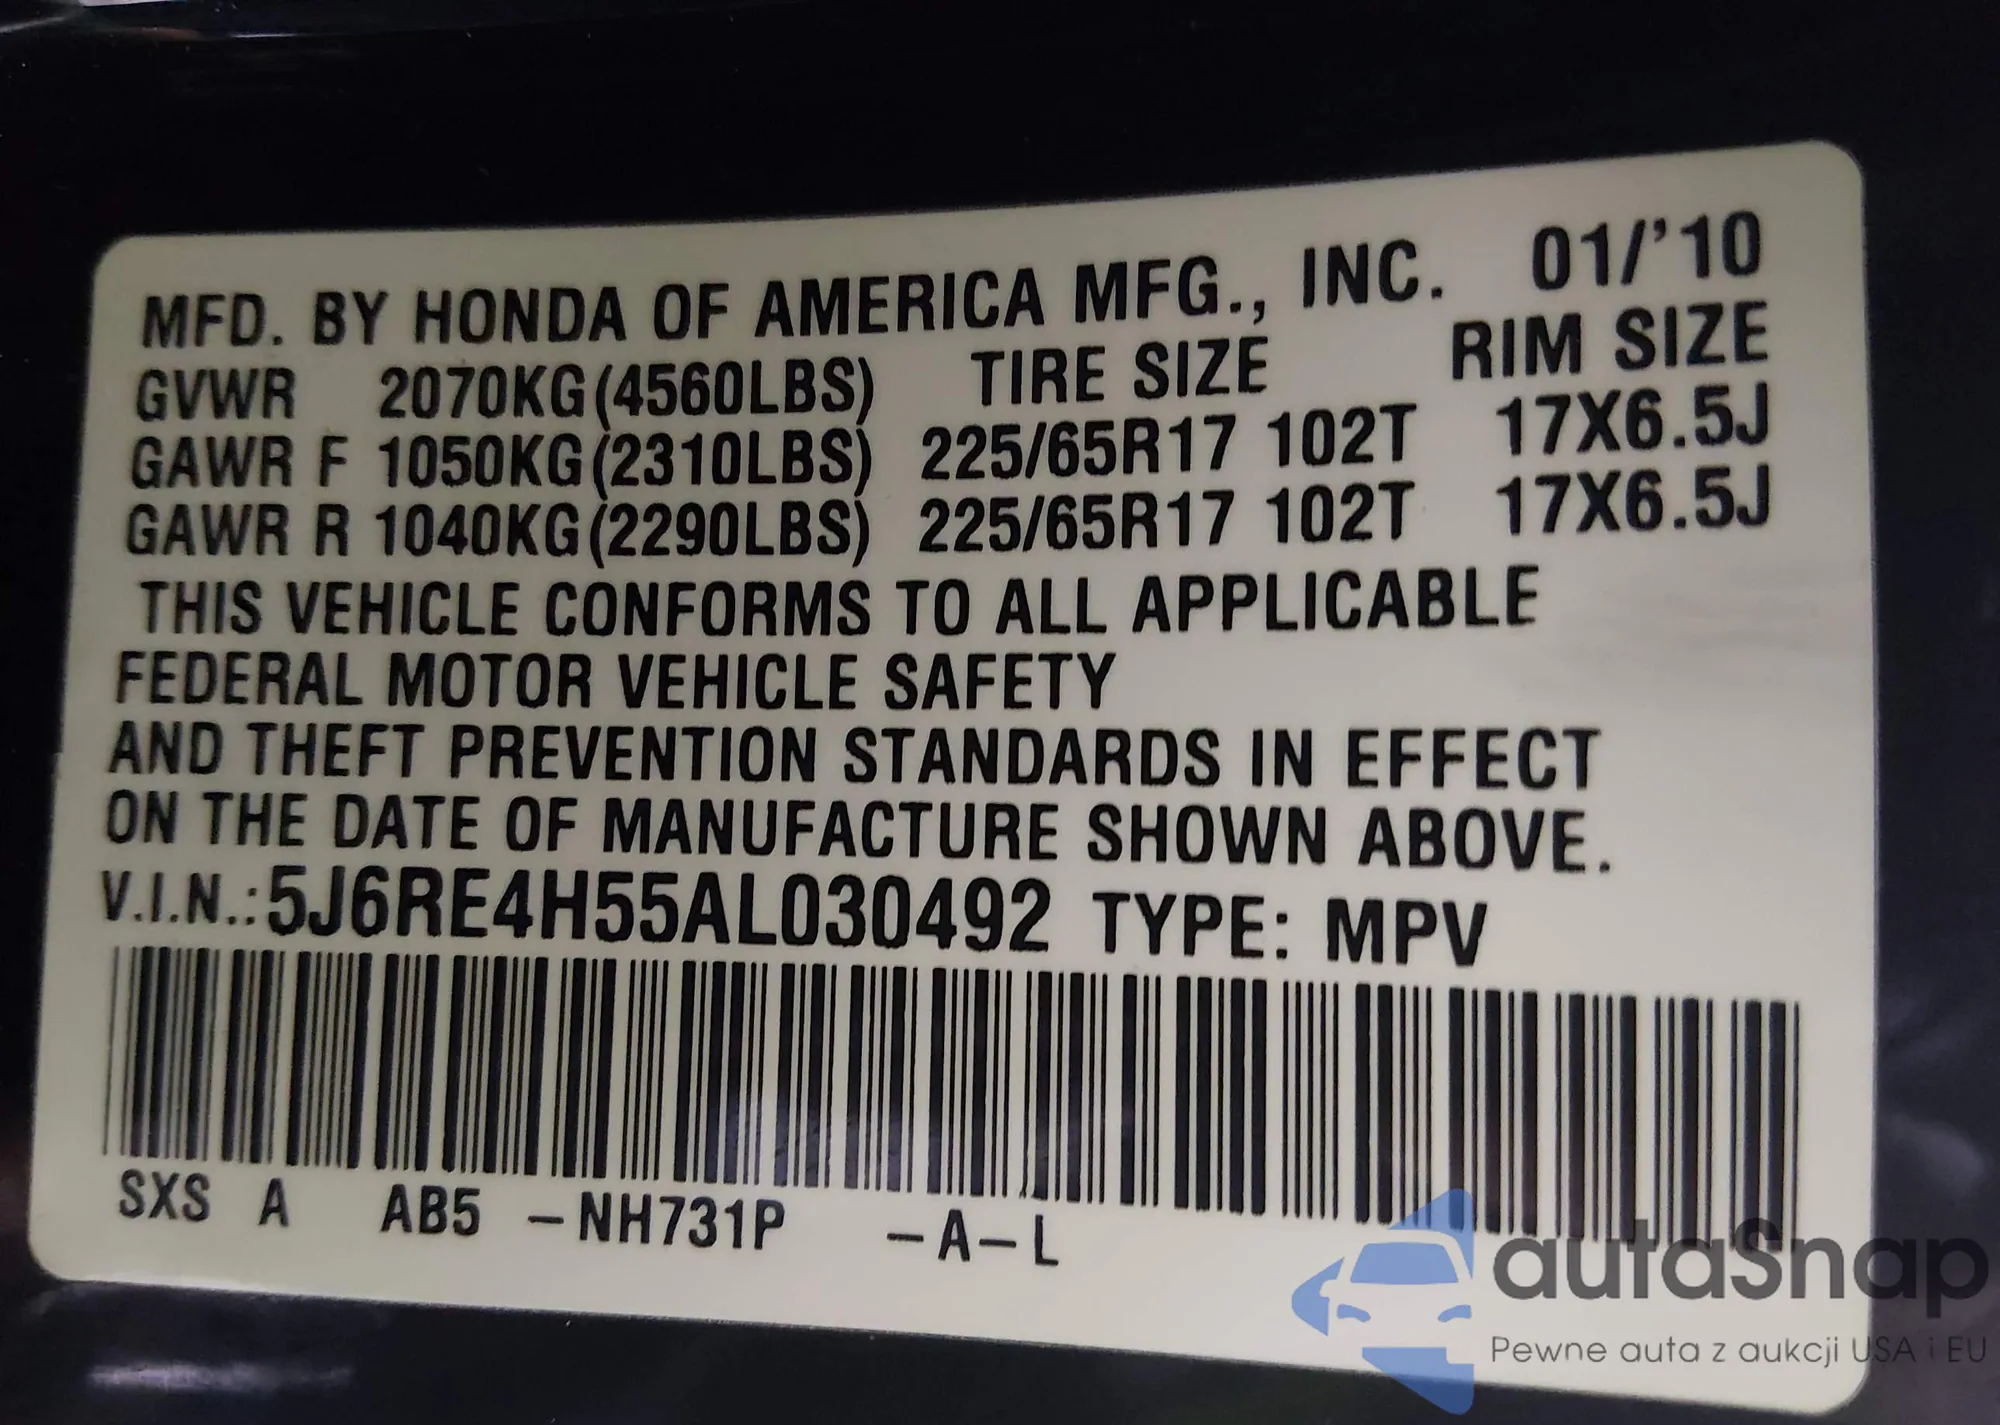 MFD. BY HONDA OF AMERICA MFG., INC. 01/'10
GVWR 2070KG(4560LBS) TIRE SIZE RIM SIZE
GAWR F 1050KG(2310LBS) 225/65R17 102T 17X6.5J
GAWR R 1040KG(2290LBS) 225/65R17 102T 17X6.5J
THIS VEHICLE CONFORMS TO ALL APPLICABLE
FEDERAL MOTOR VEHICLE SAFETY
AND THEFT PREVENTION STANDARDS IN EFFECT
ON THE DATE OF MANUFACTURE SHOWN ABOVE.
V.I.N.:5J6RE4H55AL030492 TYPE: MPV
SXS A AB5 -NH731P -A-L
autaSnap
Pewne auta z aukcji USA i EU